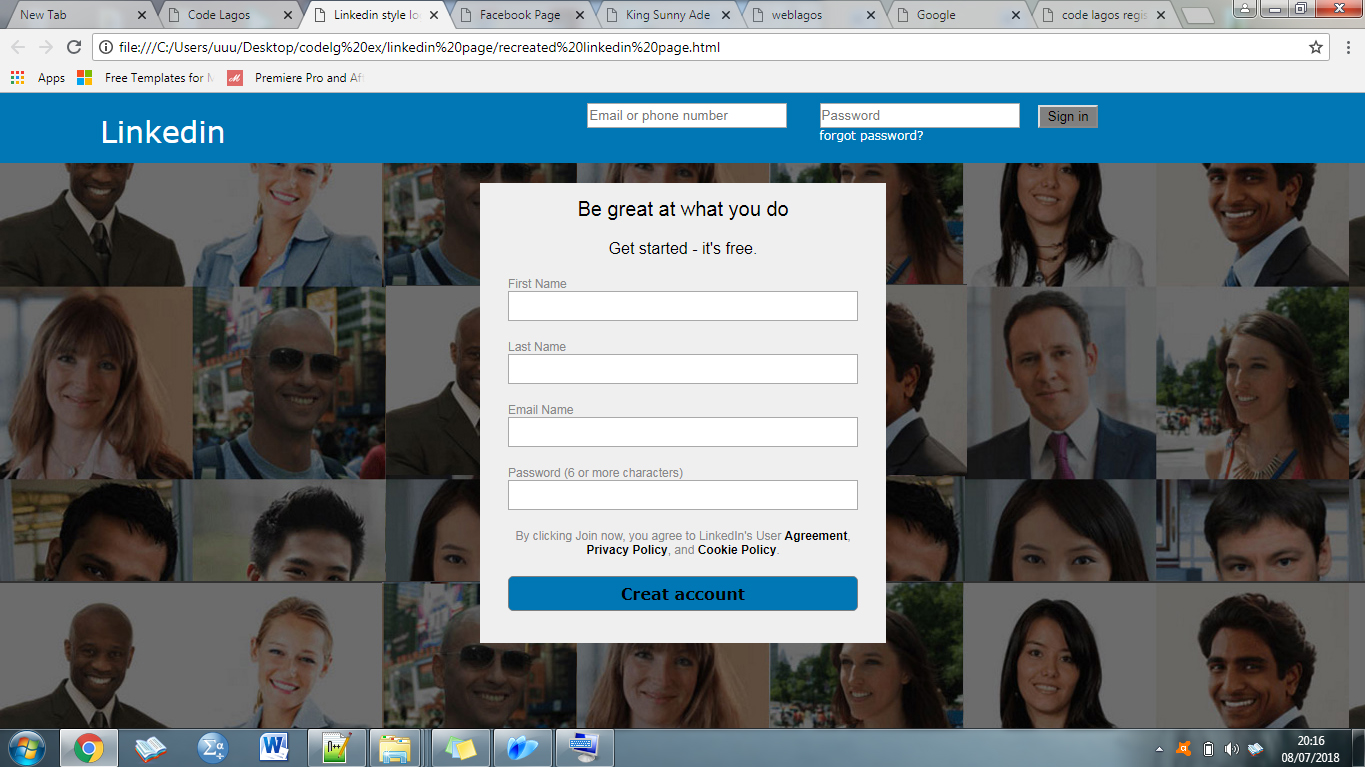 New Tab
Code Lagos
Linkedin style lo
Facebook Page
King Sunny Ade
weblagos
Google
code lagos regis
file:///C:/Users/uuu/Desktop/codelg%20ex/linkedin%20page/recreated%20linkedin%20page.html
Apps
Free Templates for
Premiere Pro and Af
Linkedin
Email or phone number
Password
Sign in
forgot password?
Be great at what you do
Get started - it's free.
First Name
Last Name
Email Name
Password (6 or more characters)
By clicking Join now, you agree to LinkedIn's User Agreement,
Privacy Policy, and Cookie Policy.
Creat account
20:16
08/07/2018